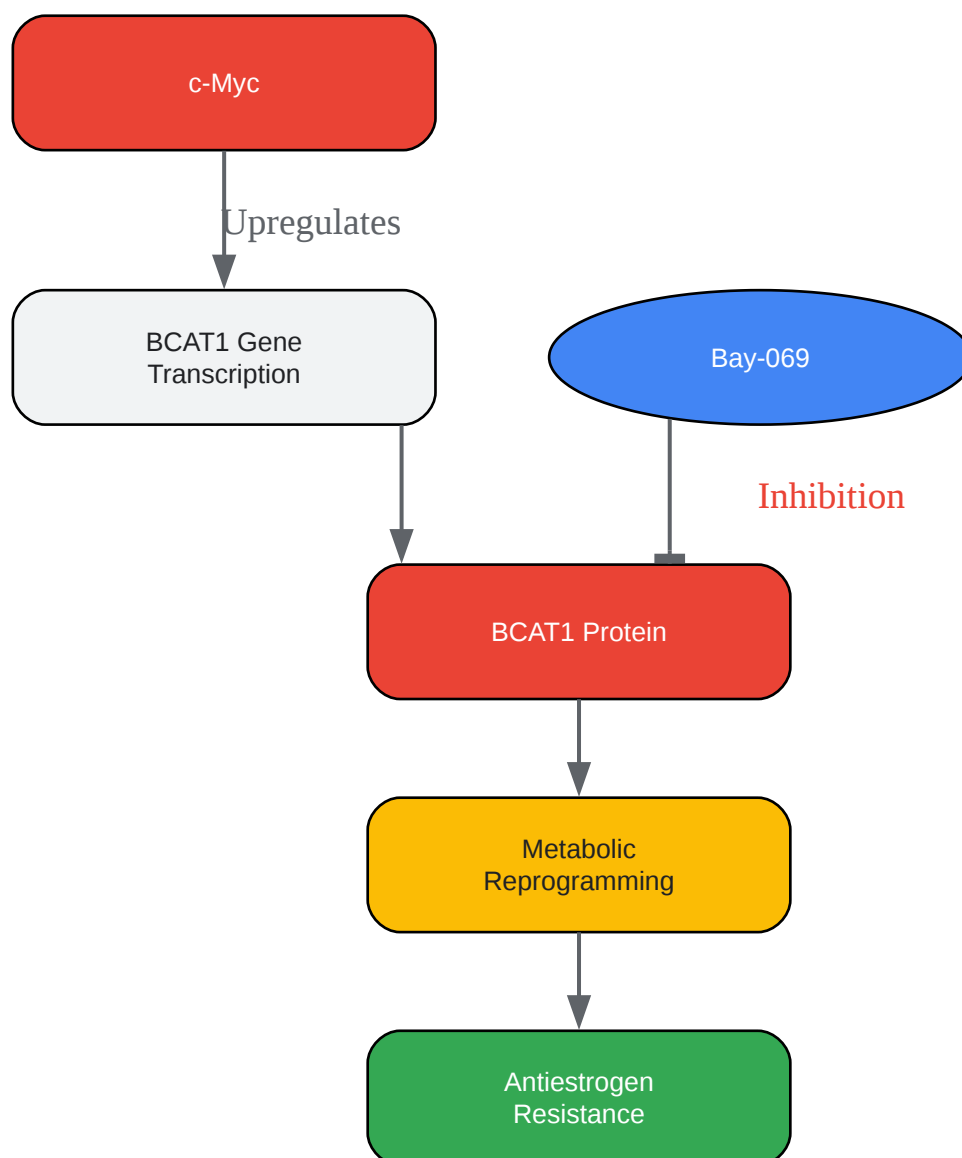 c-Myc
Upregulates
BCAT1 Gene
Transcription
Bay-069
Inhibition
BCAT1 Protein
Metabolic
Reprogramming
Antiestrogen
Resistance